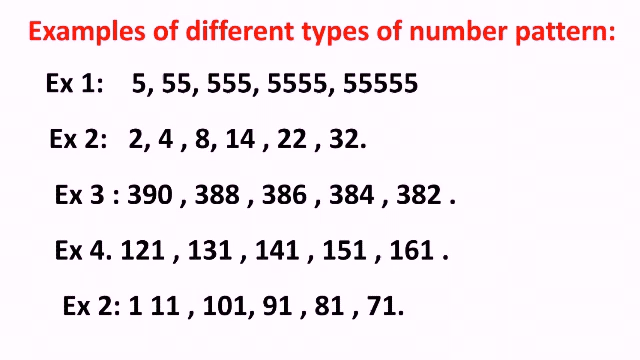 Examples of different types of number pattern:
Ex 1: 5, 55, 555, 5555, 55555
Ex 2: 2, 4 , 8, 14 , 22 , 32.
Ex 3 : 390 , 388 , 386 , 384 , 382 .
Ex 4. 121 , 131 , 141 , 151 , 161 .
Ex 2: 1 11 , 101, 91 , 81 , 71.